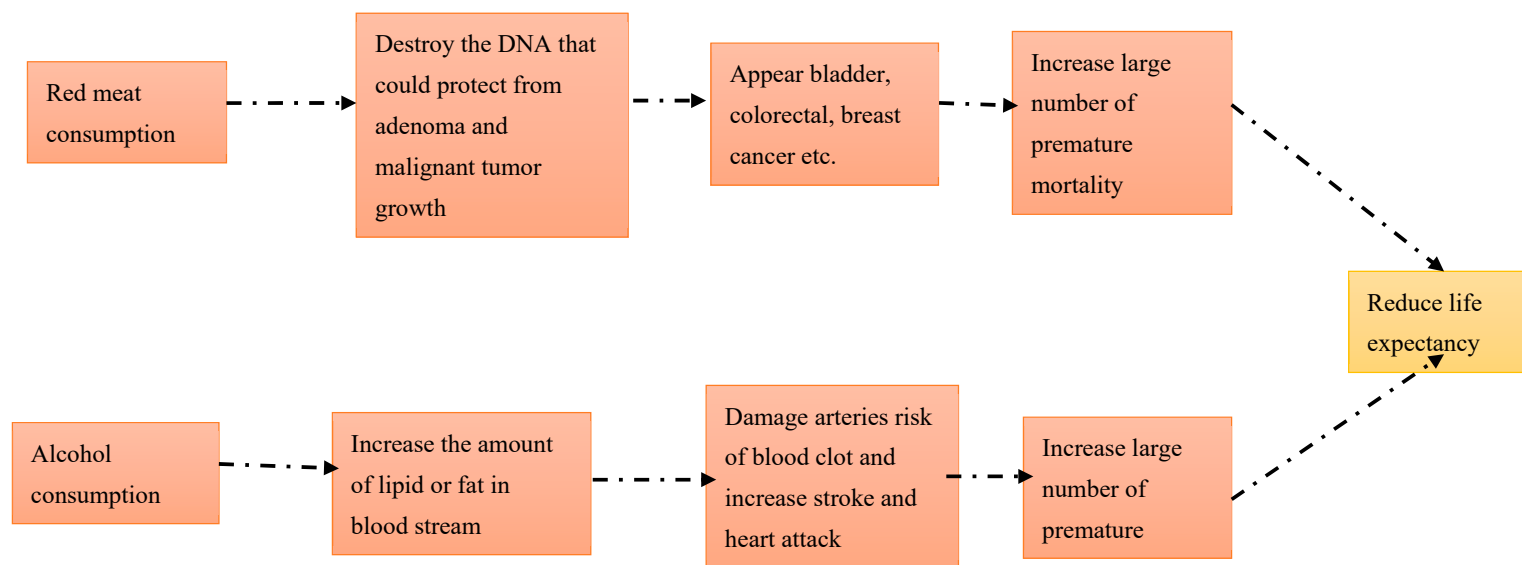 Red meat
consumption
Destroy the DNA that
could protect from
adenoma and
malignant tumor
growth
Appear bladder,
colorectal, breast
cancer etc.
Increase large
number of
premature
mortality
Reduce life
expectancy
Alcohol
consumption
Increase the amount
of lipid or fat in
blood stream
Damage arteries risk
of blood clot and
increase stroke and
heart attack
Increase large
number of
premature